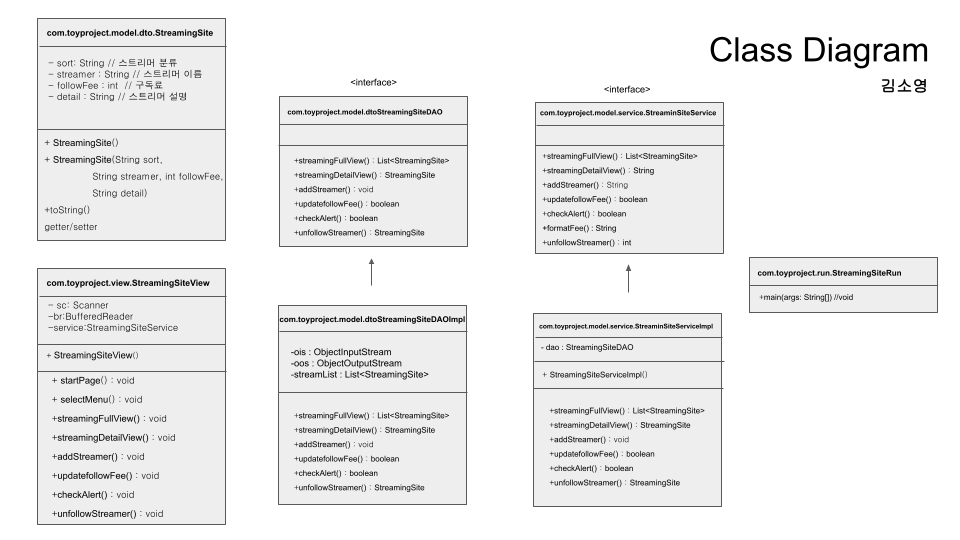 Class Diagram
김소영
com.toyproject.model.dto.StreamingSite
- sort: String // 스트리머 분류
- streamer : String // 스트리머 이름
- followFee : int // 구독료
- detail : String // 스트리머 설명
+ StreamingSite()
+ StreamingSite(String sort,
String streamer, int followFee,
String detail)
+toString()
getter/setter
com.toyproject.view.StreamingSiteView
- sc: Scanner
-br:BufferedReader
-service:StreamingSiteService
+ StreamingSiteView()
+ startPage() : void
+ selectMenu() : void
+streamingFullView() : void
+streamingDetailView() : void
+addStreamer() : void
+updatefollowFee() : void
+checkAlert() : void
+unfollowStreamer() : void
<interface>
com.toyproject.model.dtoStreamingSiteDAO
+streamingFullView() : List<StreamingSite>
+streamingDetailView() : StreamingSite
+addStreamer() : void
+updatefollowFee() : boolean
+checkAlert() : boolean
+unfollowStreamer() : StreamingSite
com.toyproject.model.dtoStreamingSiteDAOImpl
-ois : ObjectInputStream
-oos : ObjectOutputStream
-streamList : List<StreamingSite>
+streamingFullView() : List<StreamingSite>
+streamingDetailView() : StreamingSite
+addStreamer() : void
+updatefollowFee() : boolean
+checkAlert() : boolean
+unfollowStreamer() : StreamingSite
<interface>
com.toyproject.model.service.StreaminSiteService
+streamingFullView() : List<StreamingSite>
+streamingDetailView() : String
+addStreamer() : String
+updatefollowFee() : boolean
+checkAlert() : boolean
+formatFee() : String
+unfollowStreamer() : int
com.toyproject.model.service.StreaminSiteServiceImpl
- dao : StreamingSiteDAO
+ StreamingSiteServiceImpl()
+streamingFullView() : List<StreamingSite>
+streamingDetailView() : StreamingSite
+addStreamer() : void
+updatefollowFee() : boolean
+checkAlert() : boolean
+unfollowStreamer() : StreamingSite
com.toyproject.run.StreamingSiteRun
+main(args: String[]) //void